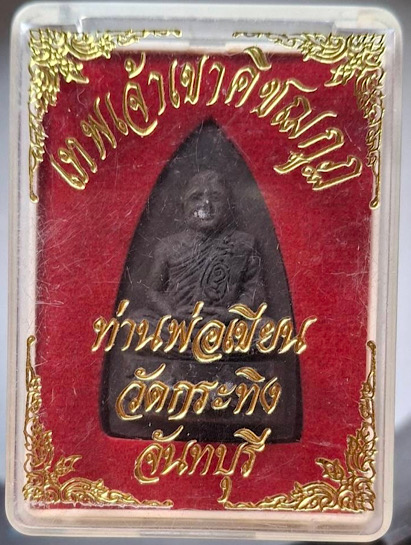 เทพเจ้าเขาคิชฌกูฏ
ท่านพ่อเขียน
วัดกระทิง
จันทบุรี